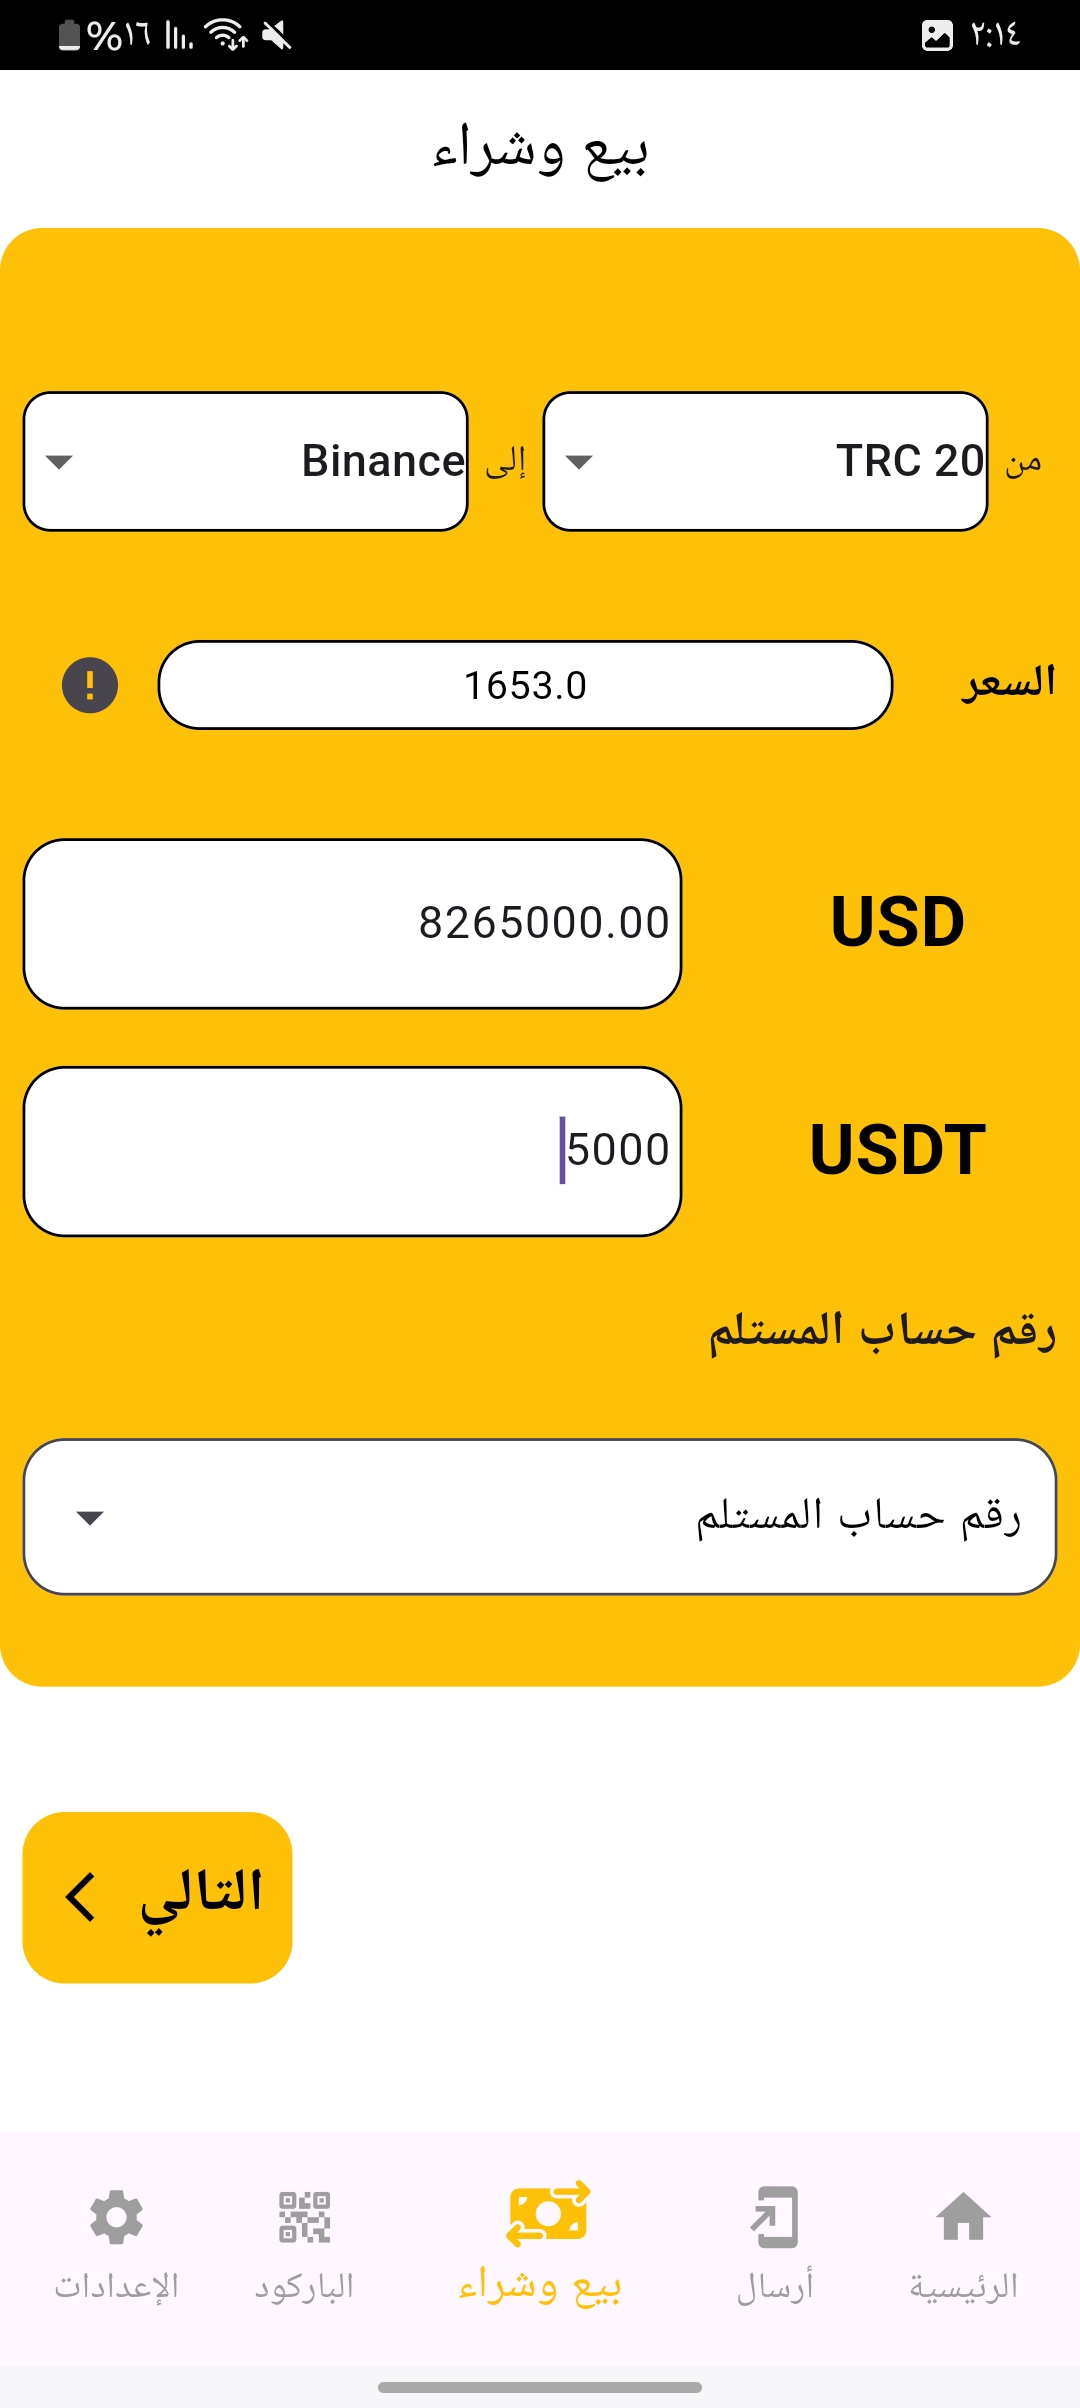 ٢:١٤ %١٦
بيع وشراء
من TRC 20 إلى Binance
السعر 1653.0
USD 8265000.00
USDT 5000
رقم حساب المستلم
رقم حساب المستلم
التالي
الرئيسية أرسال بيع وشراء الباركود الإعدادات